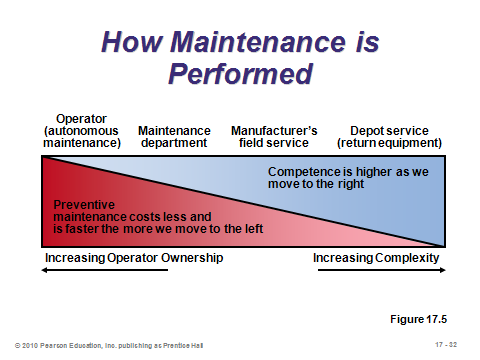 How Maintenance is
Performed
Operator
(autonomous
maintenance)
Maintenance
department
Manufacturer's
field service
Depot service
(return equipment)
Competence is higher as we
move to the right
Preventive
maintenance costs less and
is faster the more we move to the left
Increasing Operator Ownership
Increasing Complexity
Figure 17.5
© 2010 Pearson Education, Inc. publishing as Prentice Hall
17 - 32